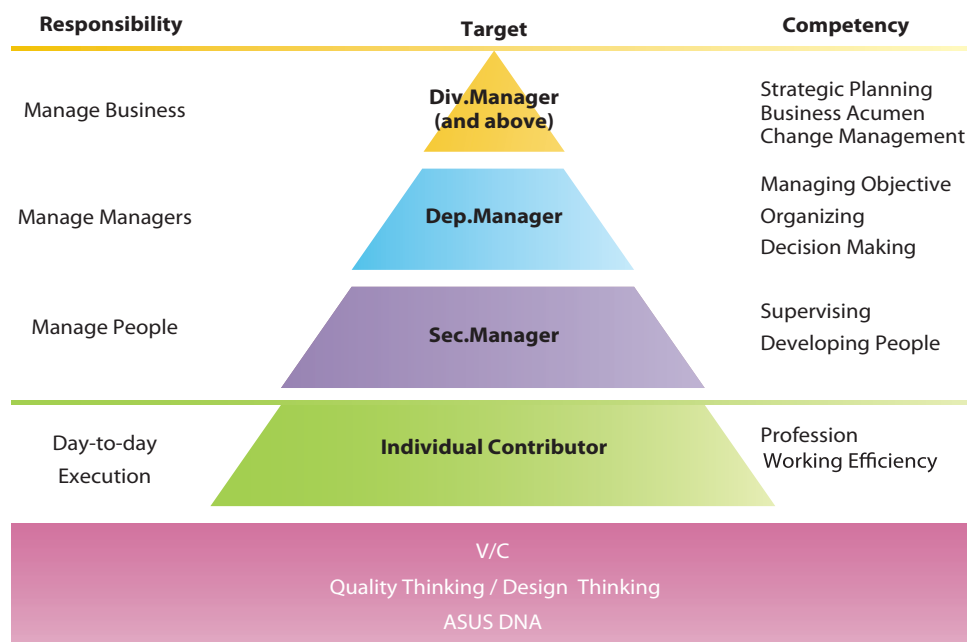 Responsibility
Target
Competency
Manage Business
Div.Manager
(and above)
Strategic Planning
Business Acumen
Change Management
Manage Managers
Dep.Manager
Managing Objective
Organizing
Decision Making
Manage People
Sec.Manager
Supervising
Developing People
Day-to-day
Execution
Individual Contributor
Profession
Working Efficiency
V/C
Quality Thinking / Design Thinking
ASUS DNA